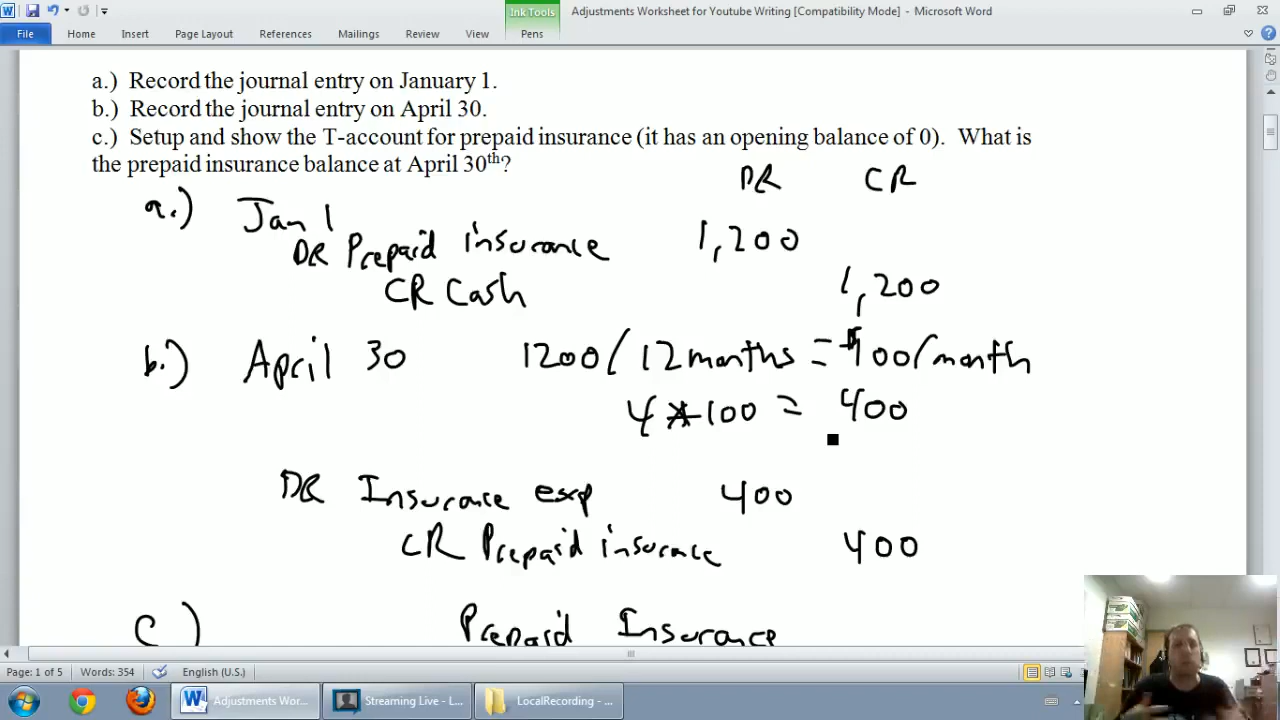 Ink Tools
Adjustments Worksheet for Youtube Writing [Compatibility Mode] - Microsoft Word
File Home Insert Page Layout References Mailings Review View Pens
a.) Record the journal entry on January 1.
b.) Record the journal entry on April 30.
c.) Setup and show the T-account for prepaid insurance (it has an opening balance of 0). What is
the prepaid insurance balance at April 30th?
DR CR
a.) Jan 1
DR Prepaid insurance 1,200
CR Cash 1,200
b.) April 30 1200/12months = $100/month
4*100 = 400
DR Insurance exp 400
CR Prepaid insurance 400
c) Prepaid Insurance
Page: 1 of 5 Words: 354 English (U.S.)
Adjustments Wor... Streaming Live - L... LocalRecording - ...